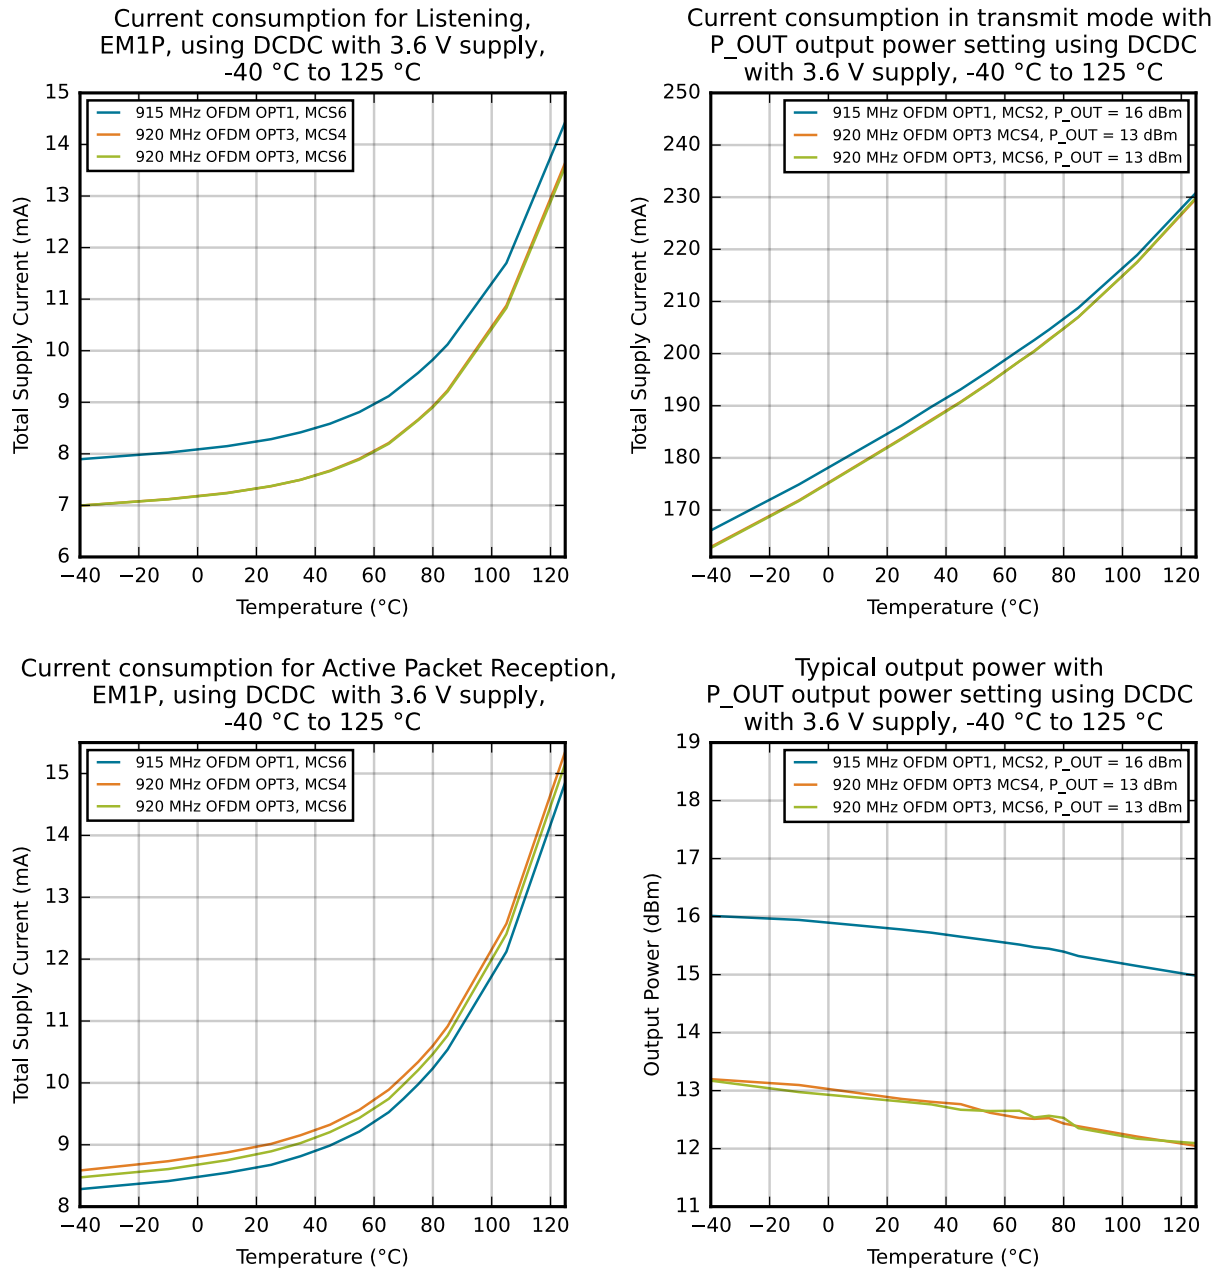 Current consumption for Listening,
EM1P, using DCDC with 3.6 V supply,
-40 °C to 125 °C
15
14
13
12
11
10
9
8
7
6
Total Supply Current (mA)
915 MHz OFDM OPT1, MCS6
920 MHz OFDM OPT3, MCS4
920 MHz OFDM OPT3, MCS6
−40 −20 0 20 40 60 80 100 120
Temperature (°C)
Current consumption in transmit mode with
P_OUT output power setting using DCDC
with 3.6 V supply, -40 °C to 125 °C
250
240
230
220
210
200
190
180
170
Total Supply Current (mA)
915 MHz OFDM OPT1, MCS2, P_OUT = 16 dBm
920 MHz OFDM OPT3 MCS4, P_OUT = 13 dBm
920 MHz OFDM OPT3, MCS6, P_OUT = 13 dBm
−40 −20 0 20 40 60 80 100 120
Temperature (°C)
Current consumption for Active Packet Reception,
EM1P, using DCDC  with 3.6 V supply,
-40 °C to 125 °C
15
14
13
12
11
10
9
8
Total Supply Current (mA)
915 MHz OFDM OPT1, MCS6
920 MHz OFDM OPT3, MCS4
920 MHz OFDM OPT3, MCS6
−40 −20 0 20 40 60 80 100 120
Temperature (°C)
Typical output power with
P_OUT output power setting using DCDC
with 3.6 V supply, -40 °C to 125 °C
19
18
17
16
15
14
13
12
11
Output Power (dBm)
915 MHz OFDM OPT1, MCS2, P_OUT = 16 dBm
920 MHz OFDM OPT3 MCS4, P_OUT = 13 dBm
920 MHz OFDM OPT3, MCS6, P_OUT = 13 dBm
−40 −20 0 20 40 60 80 100 120
Temperature (°C)